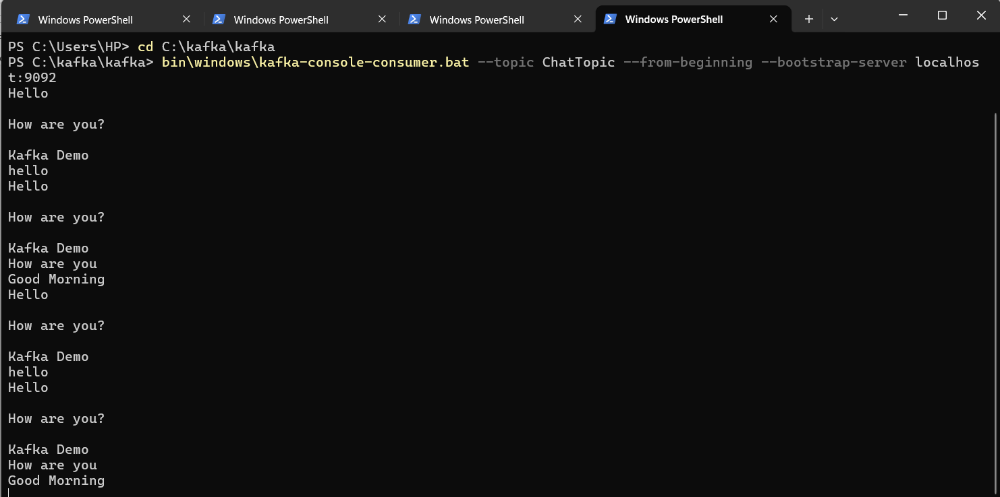 Windows PowerShell
Windows PowerShell
Windows PowerShell
Windows PowerShell
PS C:\Users\HP> cd C:\kafka\kafka
PS C:\kafka\kafka> bin\windows\kafka-console-consumer.bat --topic ChatTopic --from-beginning --bootstrap-server localhos
t:9092
Hello
How are you?
Kafka Demo
hello
Hello
How are you?
Kafka Demo
How are you
Good Morning
Hello
How are you?
Kafka Demo
hello
Hello
How are you?
Kafka Demo
How are you
Good Morning